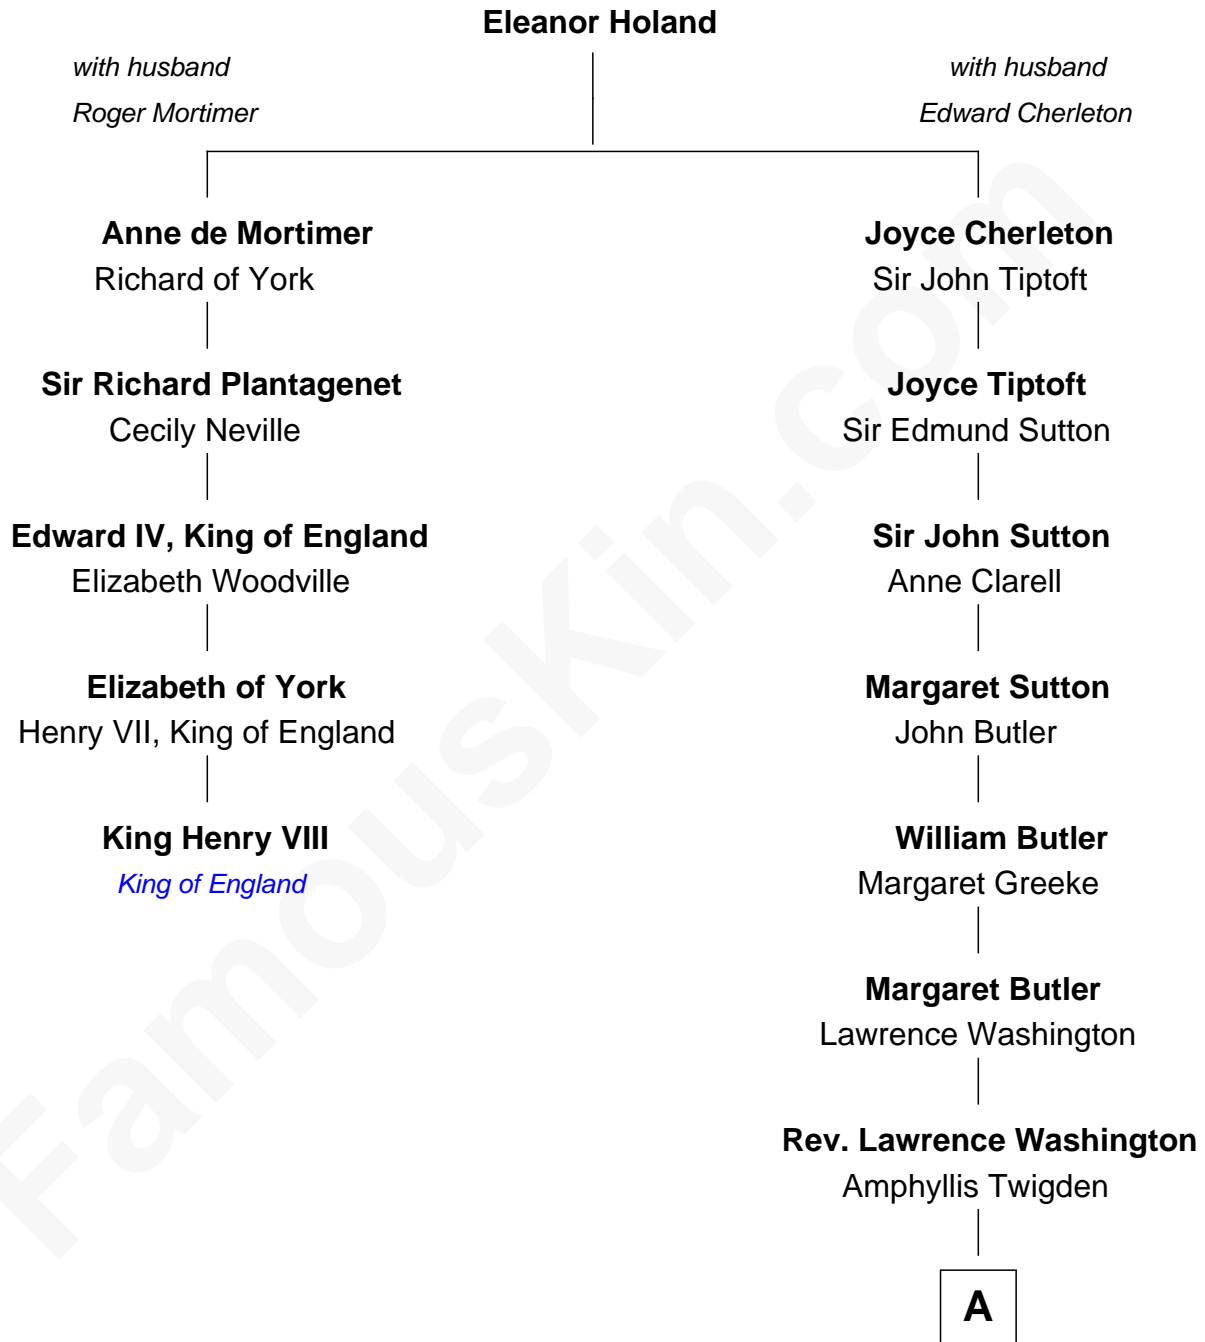 Eleanor Holand
with husband
Roger Mortimer
with husband
Edward Cherleton
Anne de Mortimer
Richard of York
Joyce Cherleton
Sir John Tiptoft
Sir Richard Plantagenet
Cecily Neville
Joyce Tiptoft
Sir Edmund Sutton
Edward IV, King of England
Elizabeth Woodville
Sir John Sutton
Anne Clarell
Elizabeth of York
Henry VII, King of England
Margaret Sutton
John Butler
King Henry VIII
King of England
William Butler
Margaret Greeke
Margaret Butler
Lawrence Washington
Rev. Lawrence Washington
Amphyllis Twigden
A
FamousKin.com